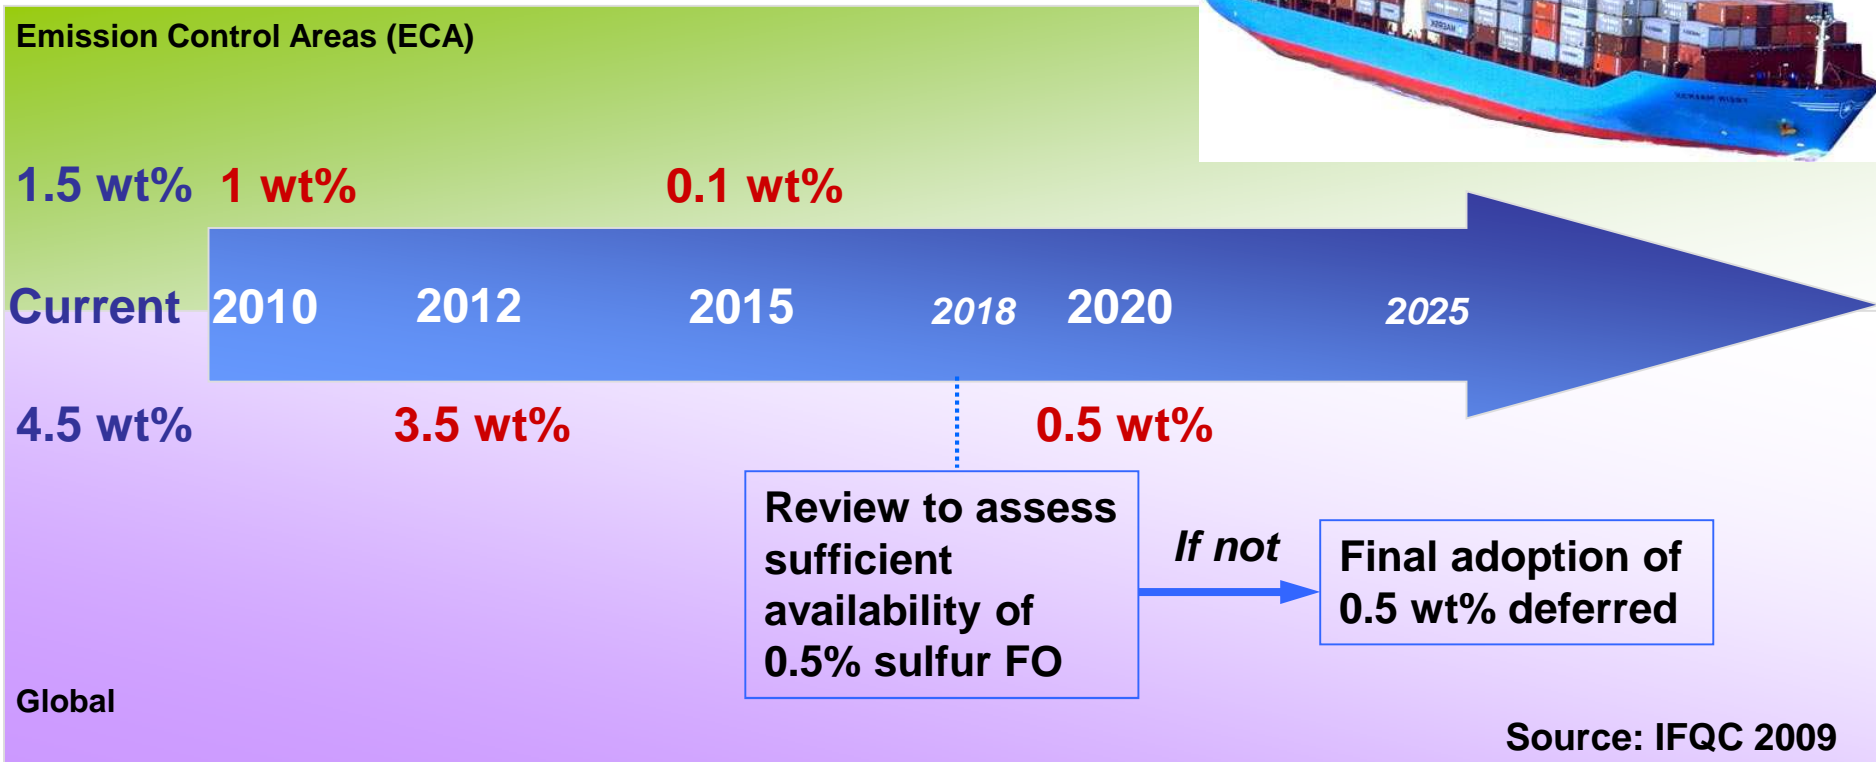 Emission Control Areas (ECA)
1.5 wt% 1 wt% 0.1 wt%
Current 2010 2012 2015 2018 2020 2025
4.5 wt% 3.5 wt% 0.5 wt%
Review to assess
sufficient
availability of
0.5% sulfur FO
If not
Final adoption of
0.5 wt% deferred
Global
Source: IFQC 2009